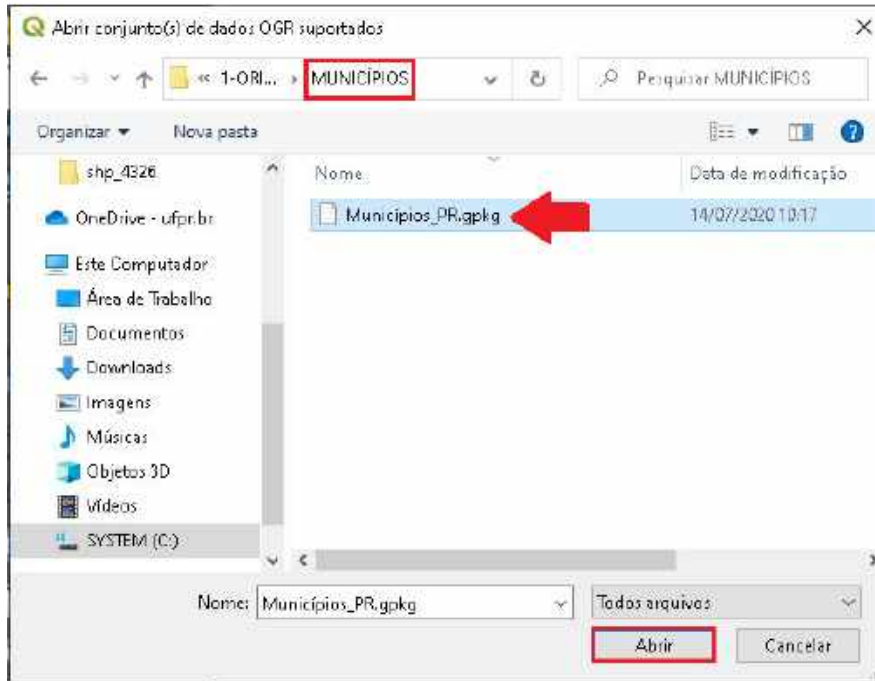 Abrir conjunto(s) de dados OGR suportados
« 1-ORI... › MUNICÍPIOS
Pesquisar MUNICÍPIOS
Organizar Nova pasta
shp_4326
OneDrive - ufpr.br
Este Computador
Área de Trabalho
Documentos
Downloads
Imagens
Músicas
Objetos 3D
Vídeos
SYSTEM (C:)
Nome Data de modificação
Municípios_PR.gpkg 14/07/2020 10:17
Nome: Municípios_PR.gpkg Todos arquivos
Abrir Cancelar